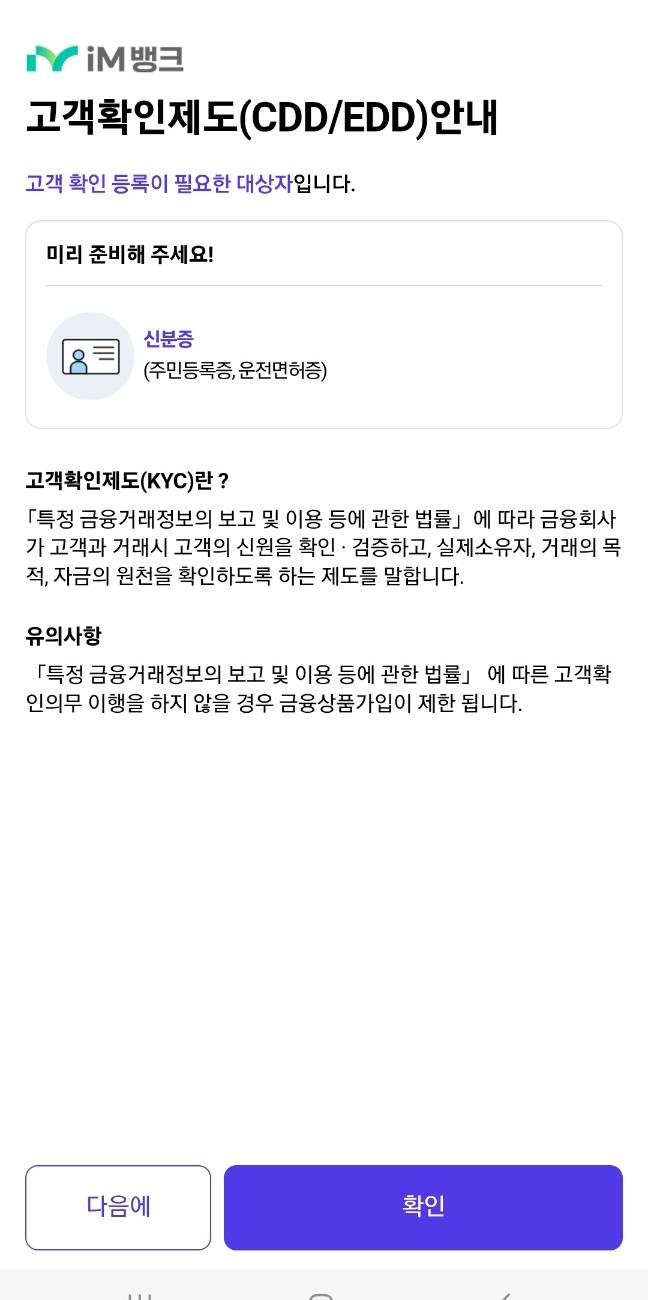 iM뱅크
고객확인제도(CDD/EDD)안내
고객 확인 등록이 필요한 대상자입니다.
미리 준비해 주세요!
신분증
(주민등록증, 운전면허증)
고객확인제도(KYC)란 ?
「특정 금융거래정보의 보고 및 이용 등에 관한 법률」에 따라 금융회사
가 고객과 거래시 고객의 신원을 확인 · 검증하고, 실제소유자, 거래의 목
적, 자금의 원천을 확인하도록 하는 제도를 말합니다.
유의사항
「특정 금융거래정보의 보고 및 이용 등에 관한 법률」 에 따른 고객확
인의무 이행을 하지 않을 경우 금융상품가입이 제한 됩니다.
다음에
확인